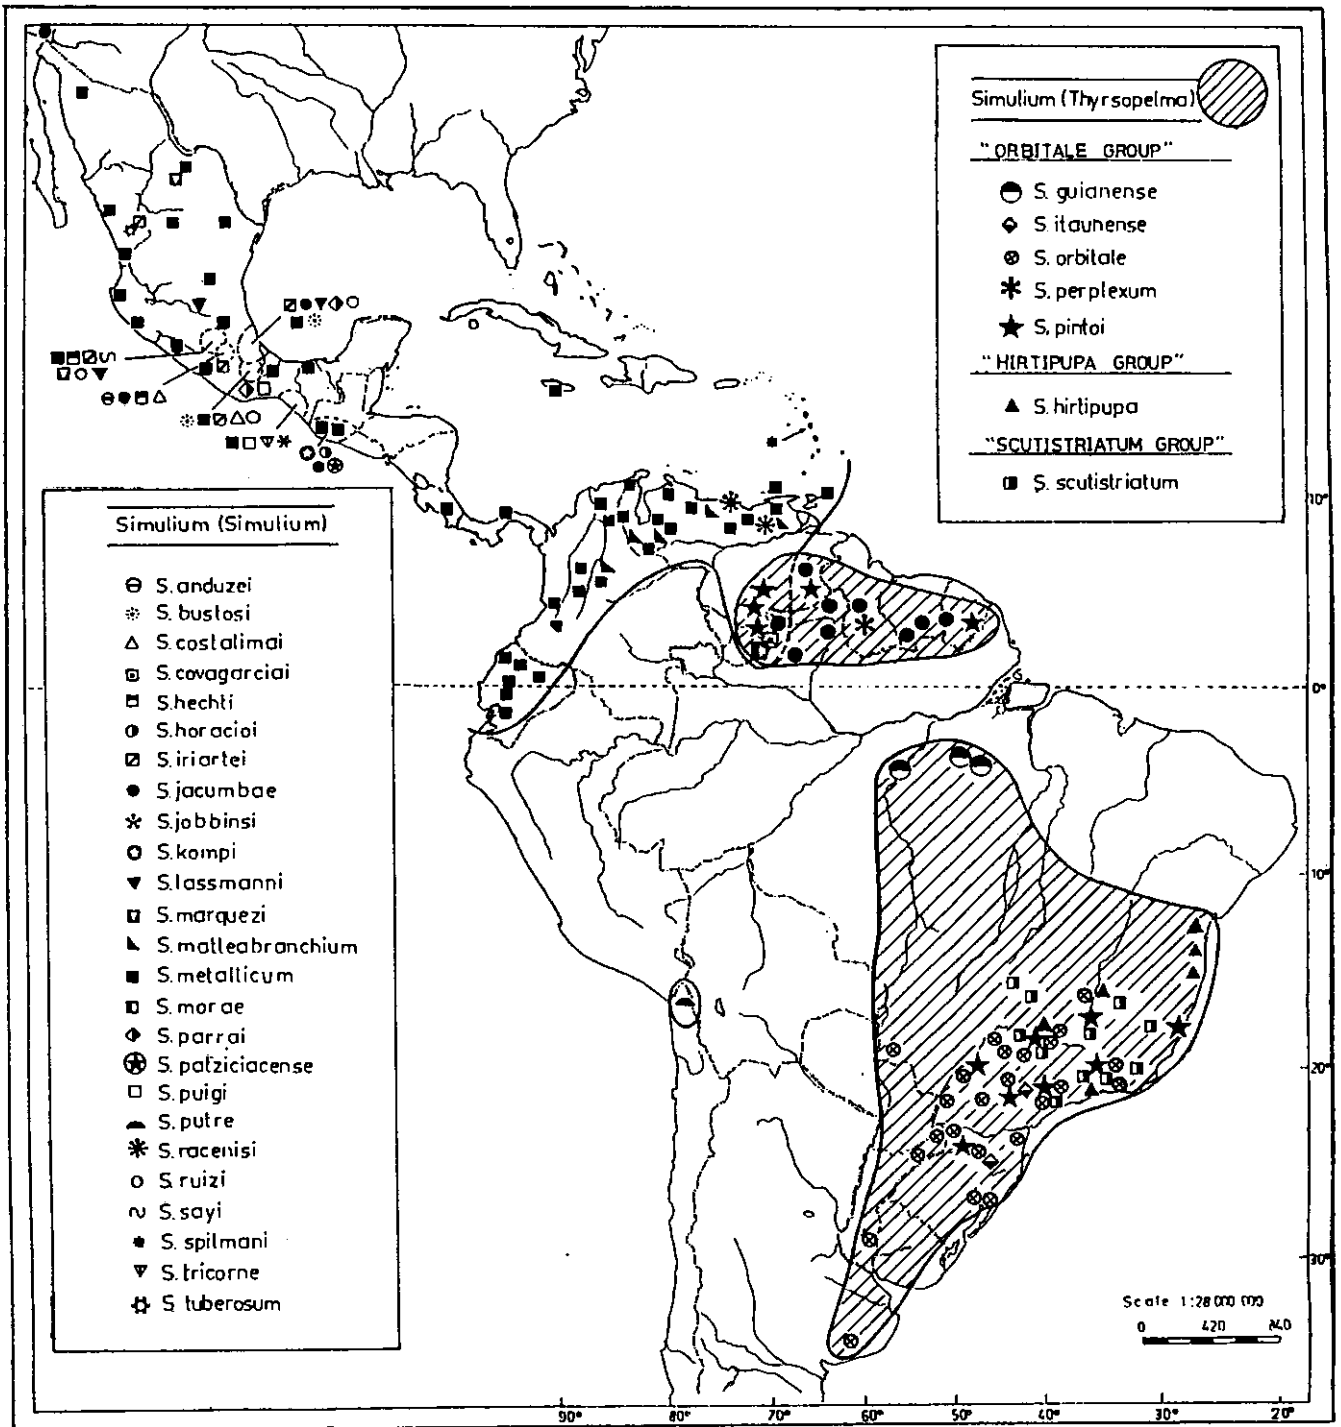 Simulium (Thyrsopelma)
"ORBITALE GROUP"
S. guianense
S. itaunense
S. orbitale
S. perplexum
S. pintoi
"HIRTIPUPA GROUP"
S. hirtipupa
"SCUTISTRIATUM GROUP"
S. scutistriatum
Simulium (Simulium)
S. anduzei
S. bustosi
S. costalimai
S. covagarciai
S. hechti
S. horacioi
S. iriartei
S. jacumbae
S. jobbinsi
S. kompi
S. lassmanni
S. marquezi
S. matteabranchium
S. metallicum
S. morae
S. parrai
S. patziciacense
S. puigi
S. putre
S. racenisi
S. ruizi
S. sayi
S. spilmani
S. tricorne
S. tuberosum
10°
0°
10°
20°
30°
Scale 1:28 000 000
0 420 840
90° 80° 70° 60° 50° 40° 30° 20°